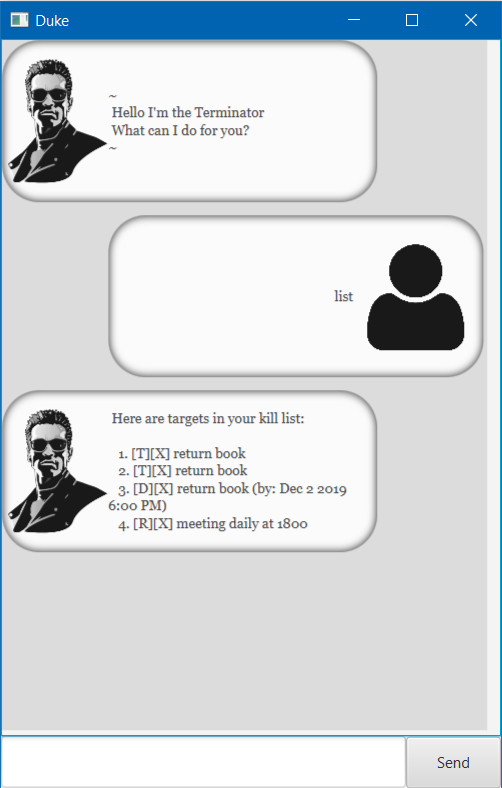 Duke
~
Hello I'm the Terminator
What can I do for you?
~
list
Here are targets in your kill list:
1. [T][X] return book
2. [T][X] return book
3. [D][X] return book (by: Dec 2 2019
6:00 PM)
4. [R][X] meeting daily at 1800
Send